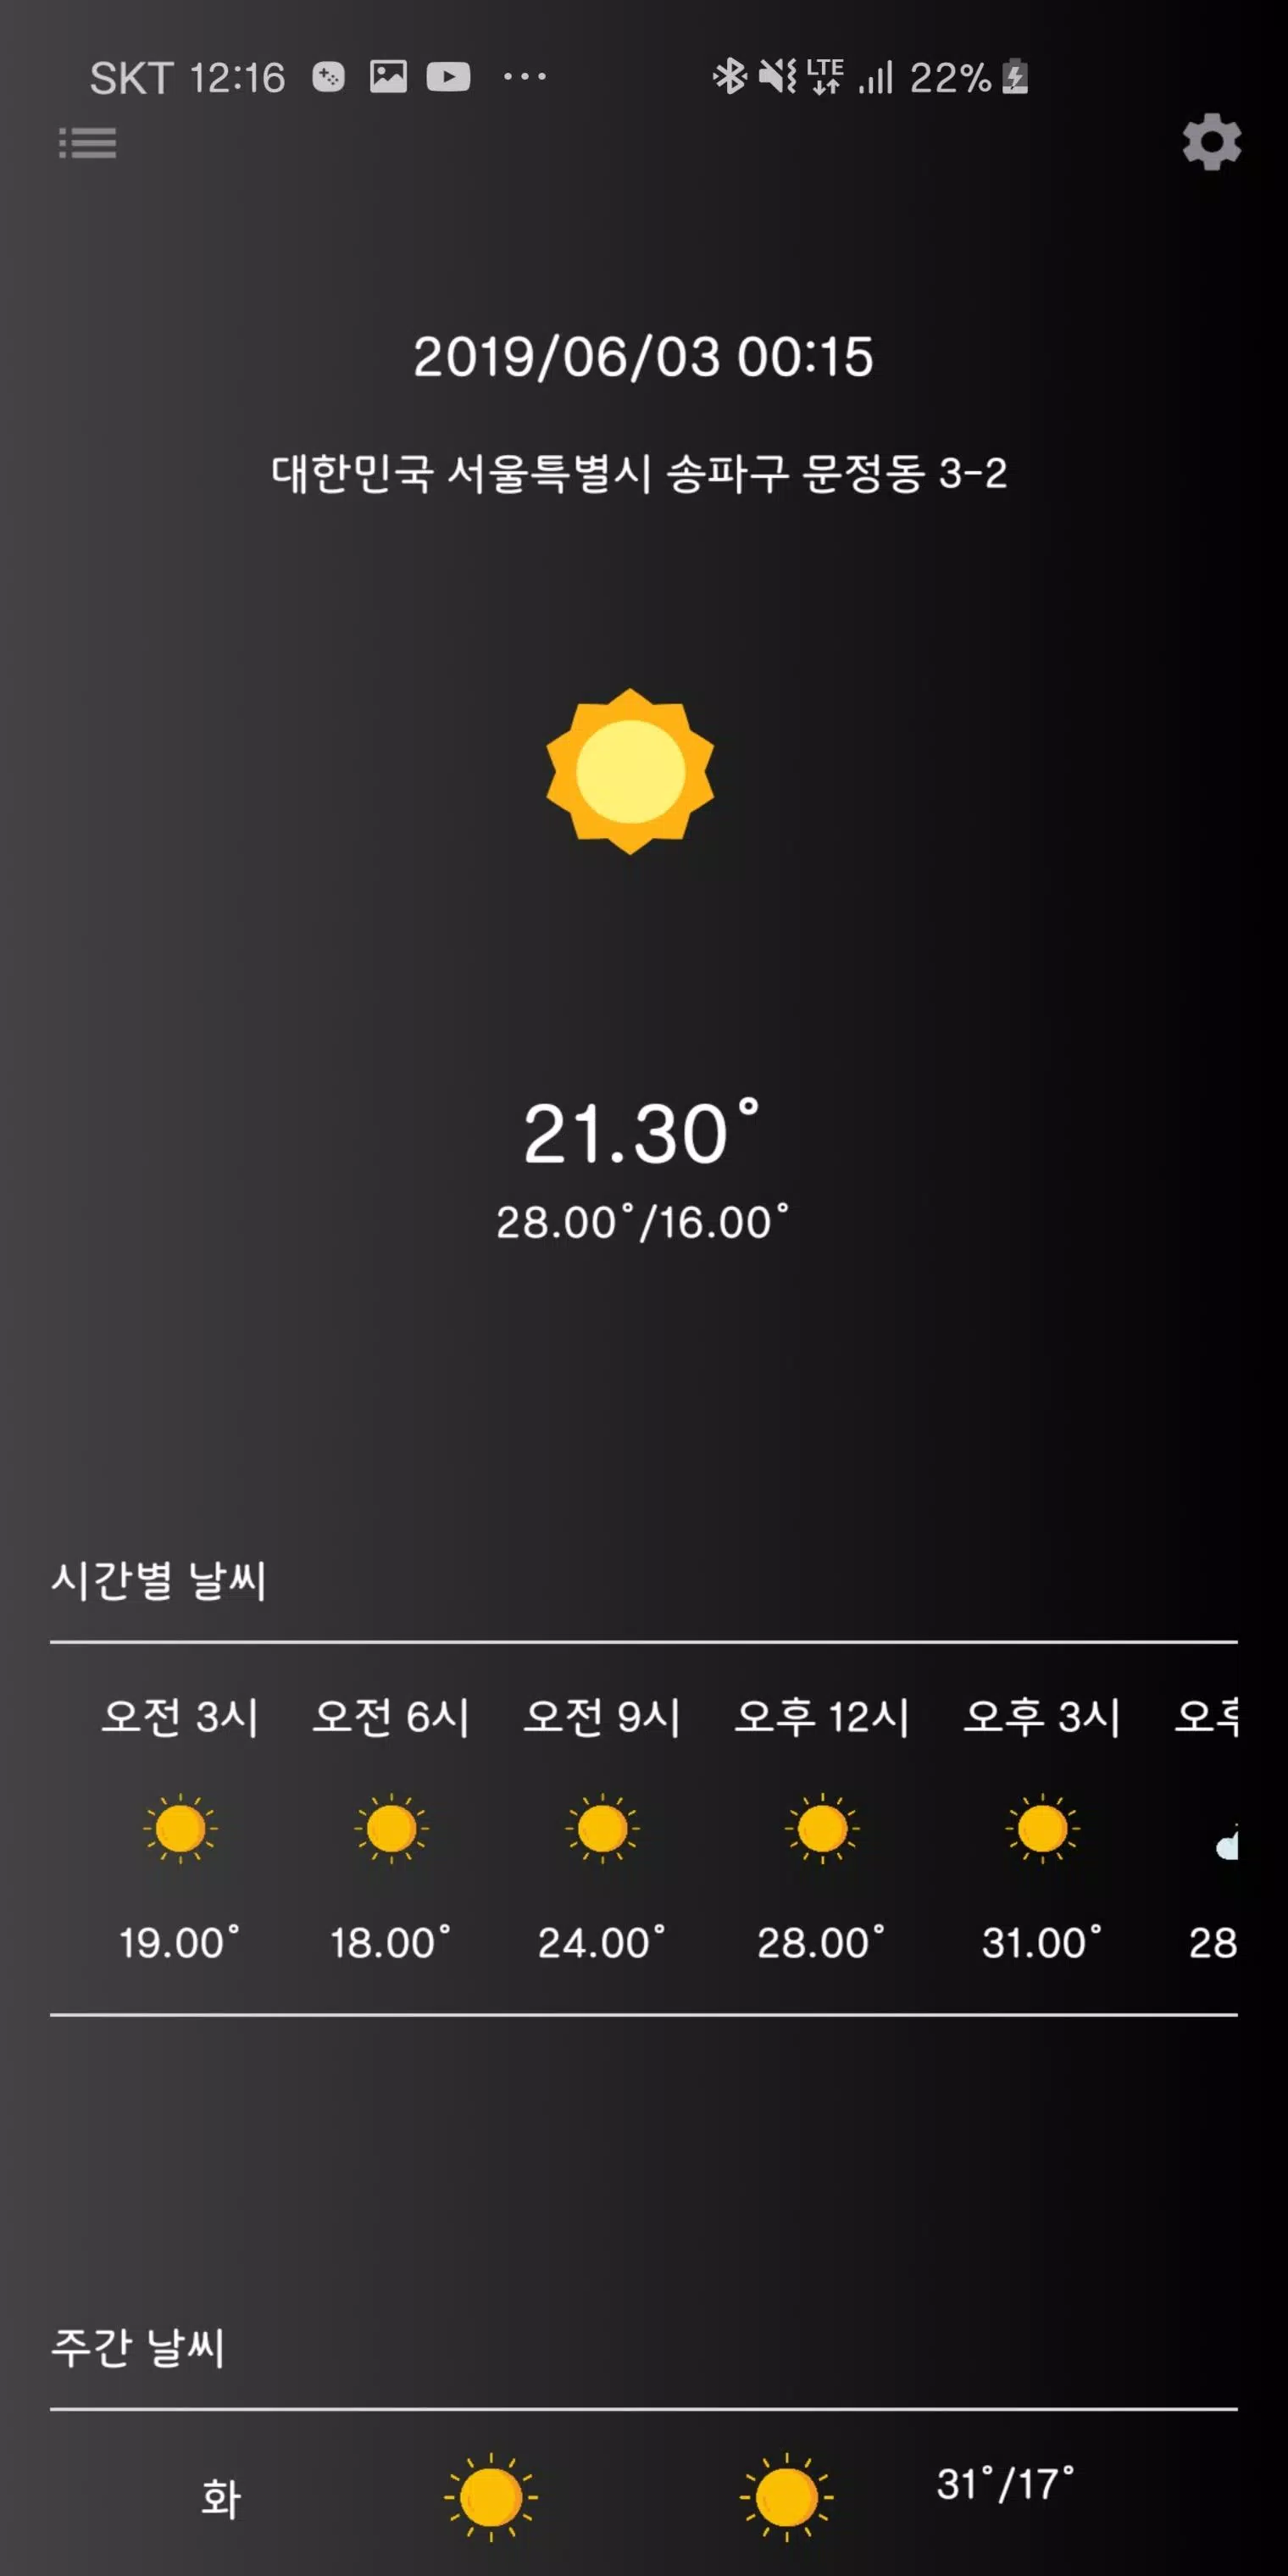 SKT 12:16 LTE 22%
2019/06/03 00:15
대한민국 서울특별시 송파구 문정동 3-2
21.30°
28.00°/16.00°
시간별 날씨
오전 3시 오전 6시 오전 9시 오후 12시 오후 3시
19.00° 18.00° 24.00° 28.00° 31.00° 28
주간 날씨
화 31°/17°